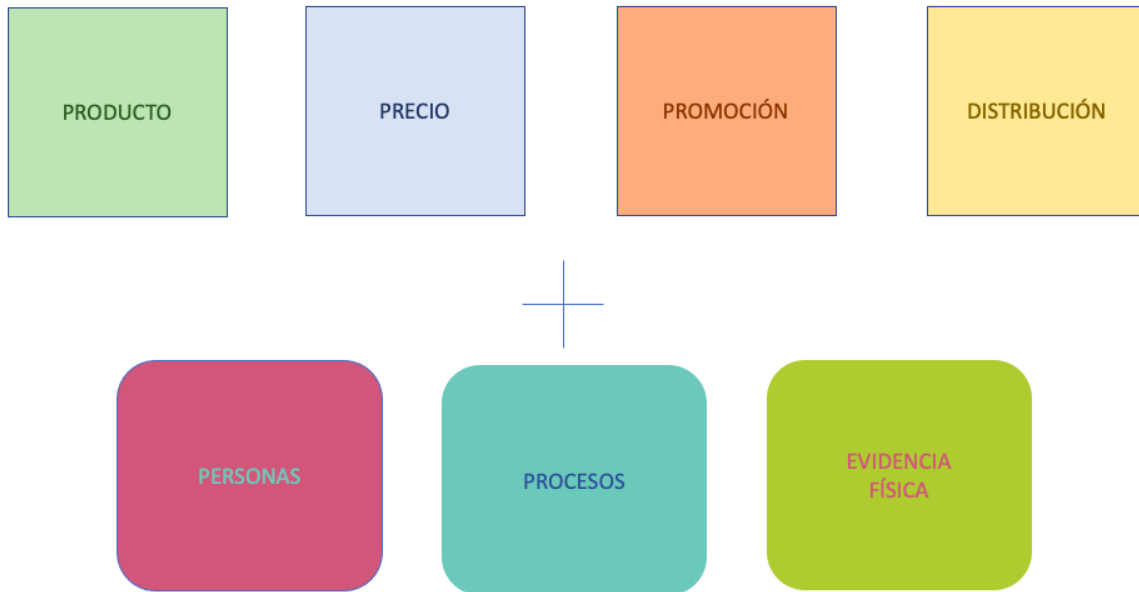 PRODUCTO
PRECIO
PROMOCIÓN
DISTRIBUCIÓN
PERSONAS
PROCESOS
EVIDENCIA
FÍSICA